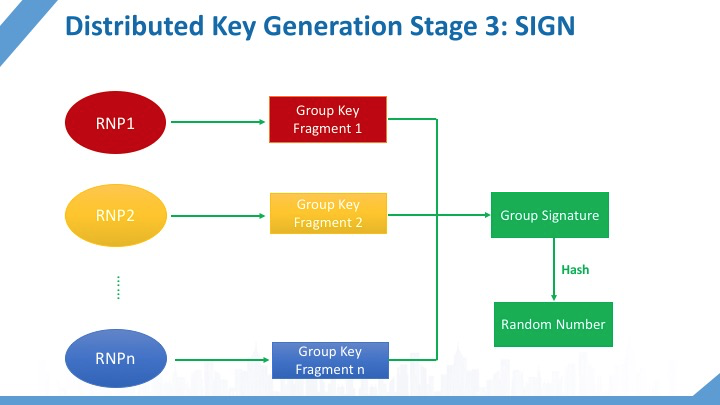 Distributed Key Generation Stage 3: SIGN
RNP1
Group Key
Fragment 1
RNP2
Group Key
Fragment 2
Group Signature
Hash
Random Number
RNPn
Group Key
Fragment n